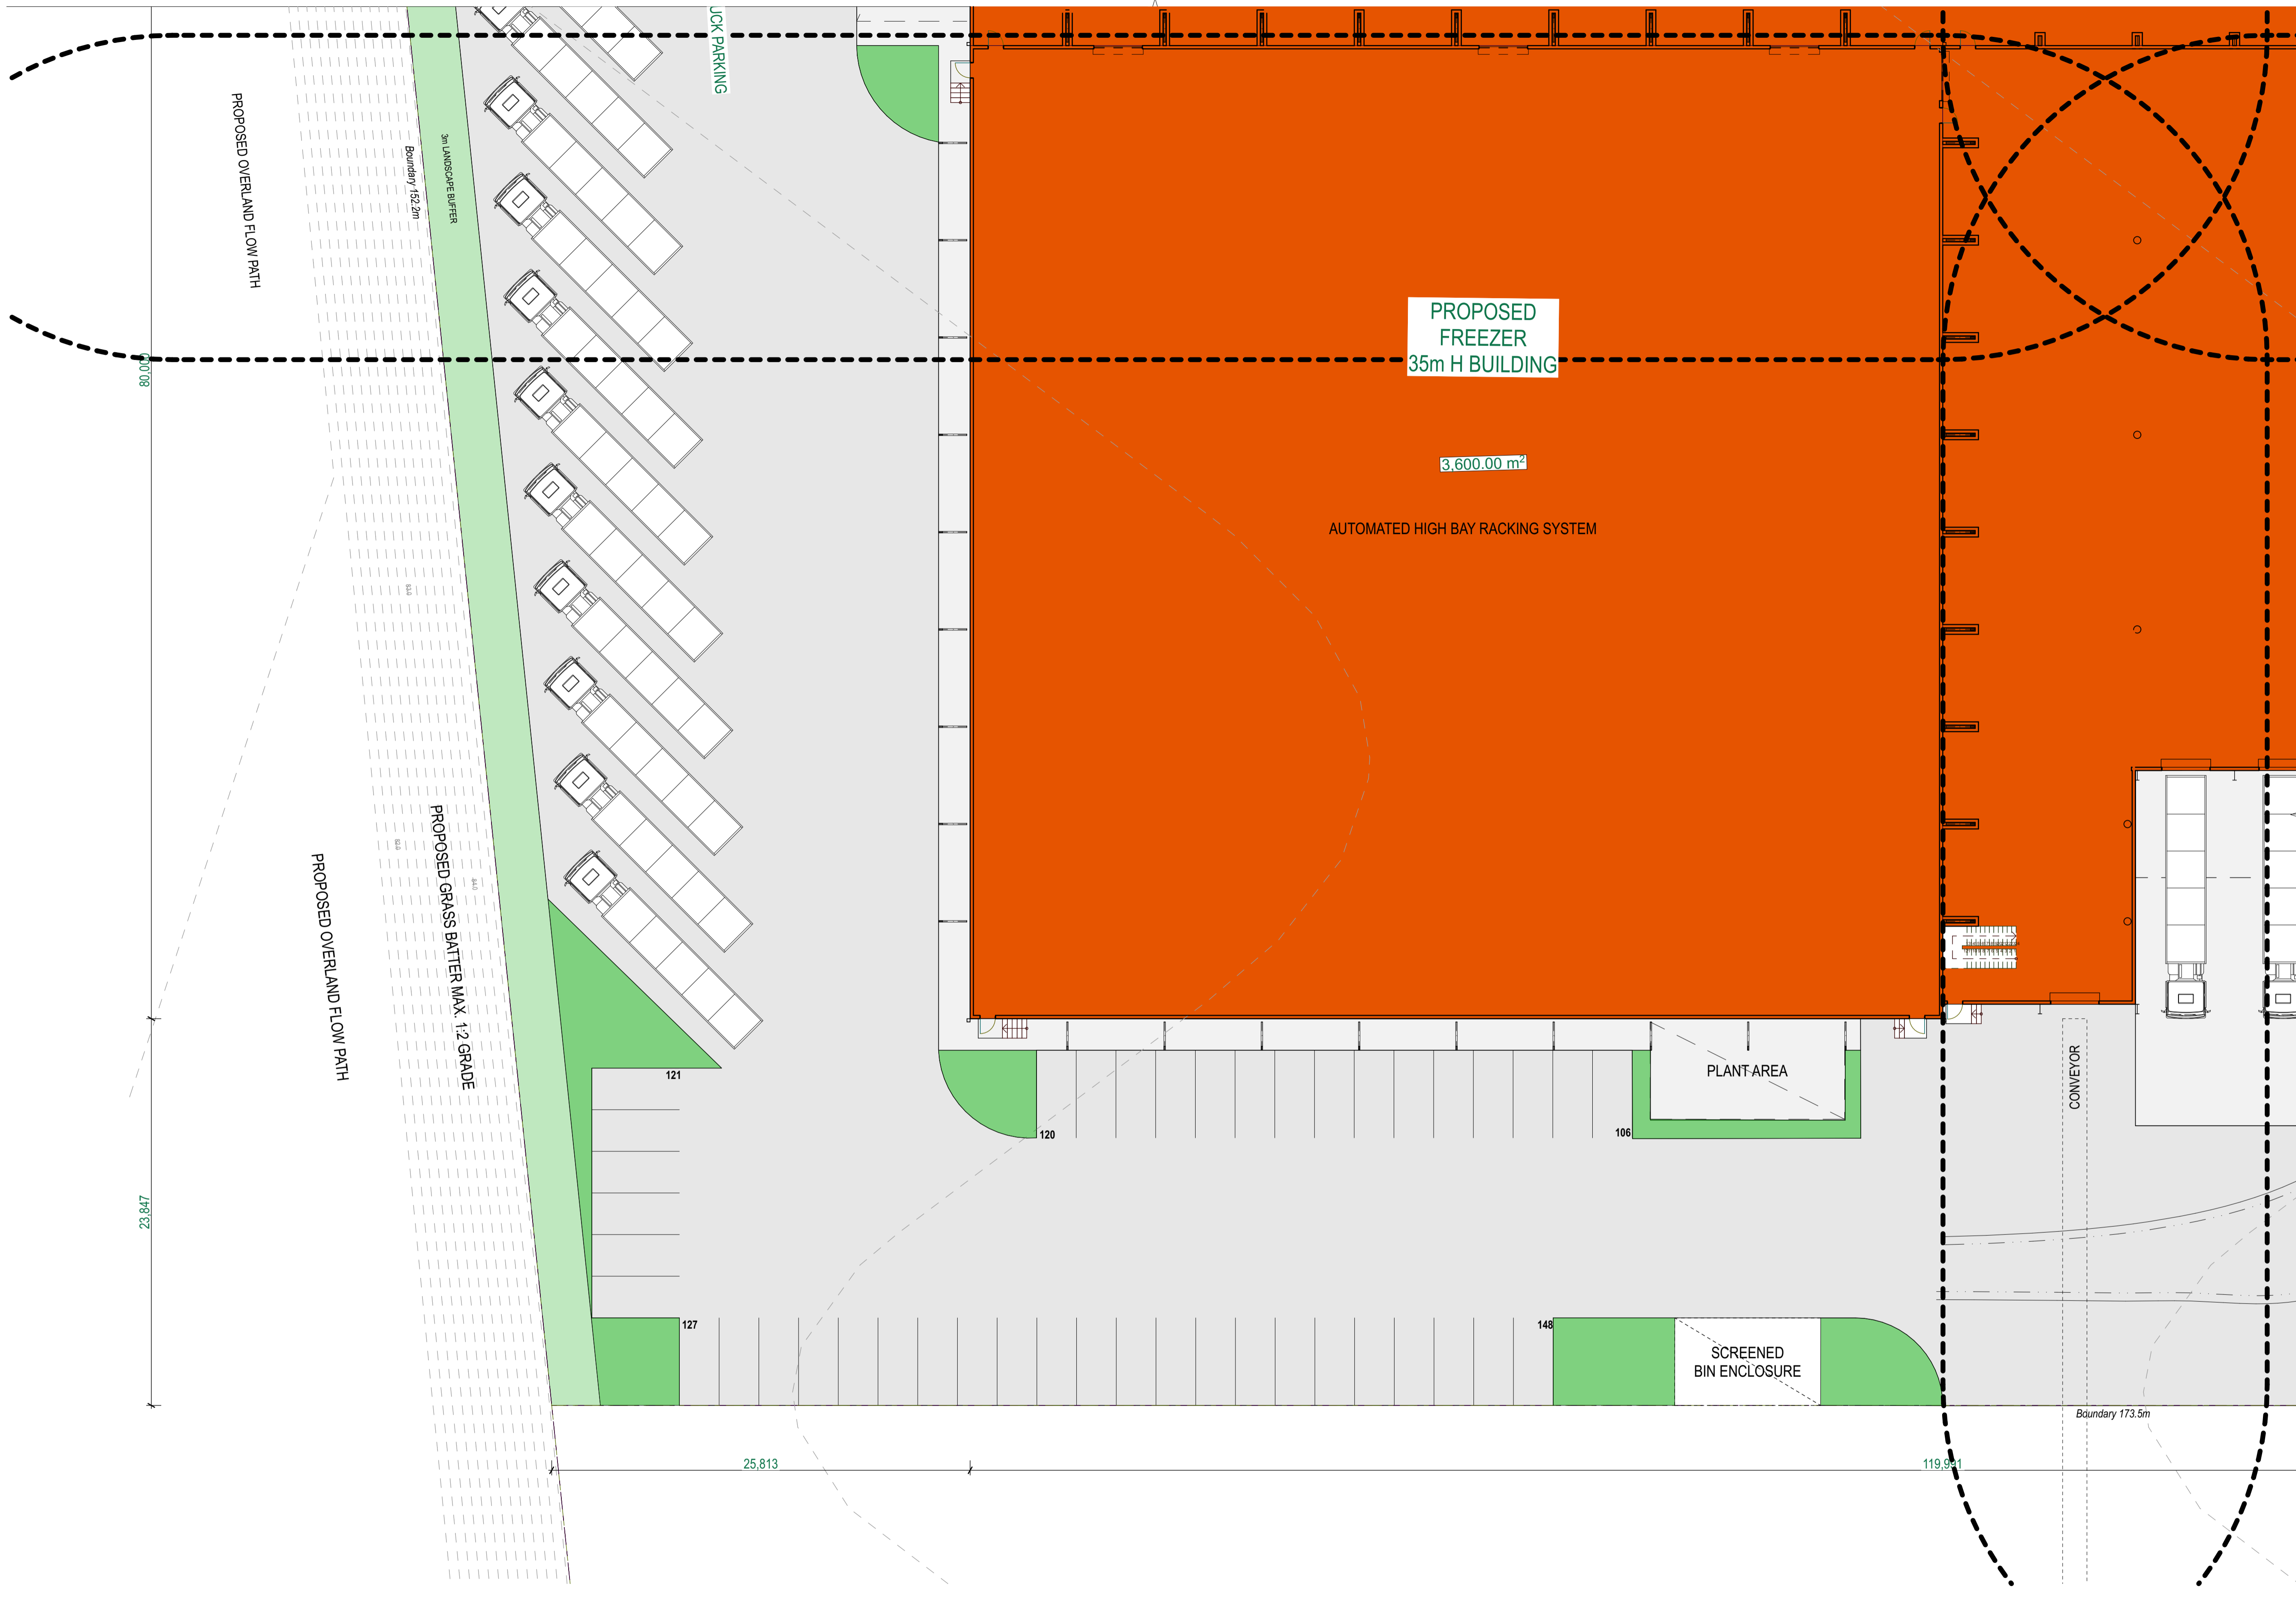 UCK PARKING
PROPOSED OVERLAND FLOW PATH
Boundary 152.2m
3m LANDSCAPE BUFFER
PROPOSED
FREEZER
35m H BUILDING
80,000
3,600.00 m²
AUTOMATED HIGH BAY RACKING SYSTEM
PROPOSED GRASS BATTER MAX. 1:2 GRADE
PROPOSED OVERLAND FLOW PATH
121
PLANT AREA
CONVEYOR
120
106
23,847
127
148
SCREENED
BIN ENCLOSURE
Boundary 173.5m
25,813
119,991